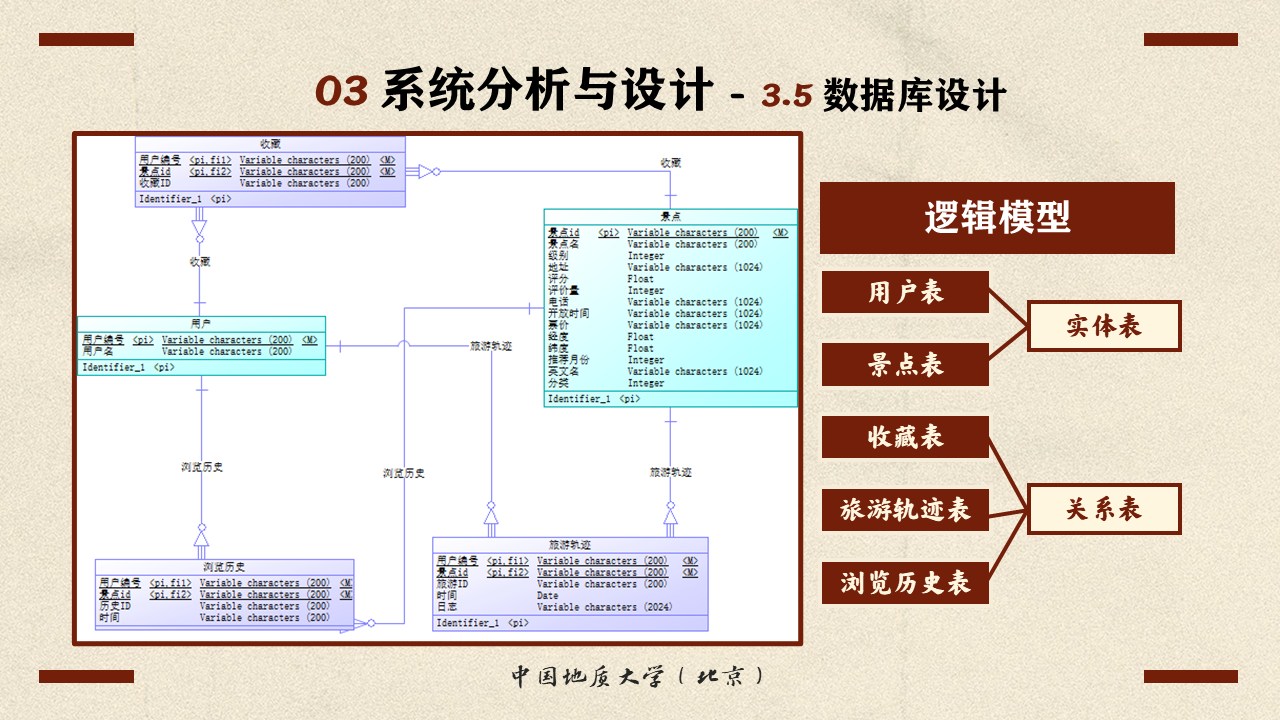 03 系统分析与设计 - 3.5 数据库设计
收藏
用户编号 <pi,fi1> Variable characters (200) <M>
景点id <pi,fi2> Variable characters (200) <M>
收藏ID Variable characters (200)
Identifier_1 <pi>
收藏
收藏
景点
景点id <pi> Variable characters (200) <M>
景点名 Variable characters (200)
级别 Integer
地址 Variable characters (1024)
评分 Float
评价量 Integer
电话 Variable characters (1024)
开放时间 Variable characters (1024)
票价 Variable characters (1024)
经度 Float
纬度 Float
推荐月份 Integer
英文名 Variable characters (1024)
分类 Integer
Identifier_1 <pi>
用户
用户编号 <pi> Variable characters (200) <M>
用户名 Variable characters (200)
Identifier_1 <pi>
旅游轨迹
浏览历史
浏览历史
旅游轨迹
浏览历史
用户编号 <pi,fi1> Variable characters (200) <M
景点id <pi,fi2> Variable characters (200) <M
历史ID Variable characters (200)
时间 Variable characters (200)
旅游轨迹
用户编号 <pi,fi1> Variable characters (200) <M>
景点id <pi,fi2> Variable characters (200) <M>
旅游ID Variable characters (200)
时间 Date
日志 Variable characters (2024)
Identifier_1 <pi>
逻辑模型
用户表
景点表
实体表
收藏表
旅游轨迹表
浏览历史表
关系表
中国地质大学（北京）